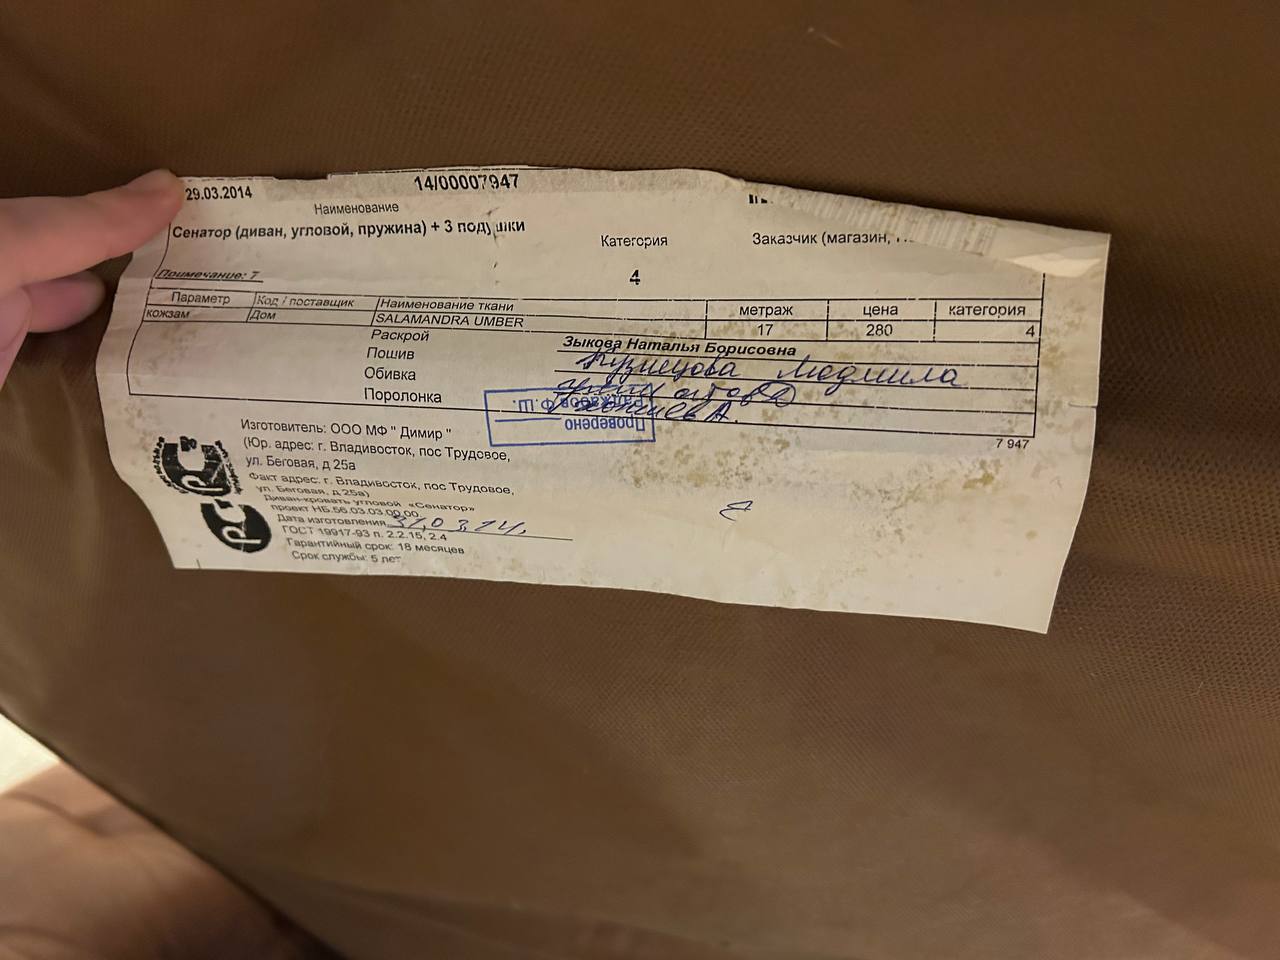 29.03.2014 14/00007947
Наименование
Сенатор (диван, угловой, пружина) + 3 подушки
Категория Заказчик (магазин,
4
Примечание: 7
Параметр Код / поставщик Наименование ткани метраж цена категория
кожзам Дом SALAMANDRA UMBER 17 280 4
Раскрой Зыкова Наталья Борисовна
Пошив Кузнецова Людмила
Обивка
Поролонка А.
Проверено
Ф.Ш.
7 947
Изготовитель: ООО МФ " Димир "
(Юр. адрес: г. Владивосток, пос Трудовое,
ул. Беговая, д 25а
Факт адрес: г. Владивосток, пос Трудовое,
ул. Беговая, д 25а)
Диван-кровать угловой «Сенатор»
проект НБ.56.03.03.00.00.
Дата изготовления 31.03.14.
ГОСТ 19917-93 п. 2.2.15, 2.4
Гарантийный срок: 18 месяцев
Срок службы: 5 лет
РСТ